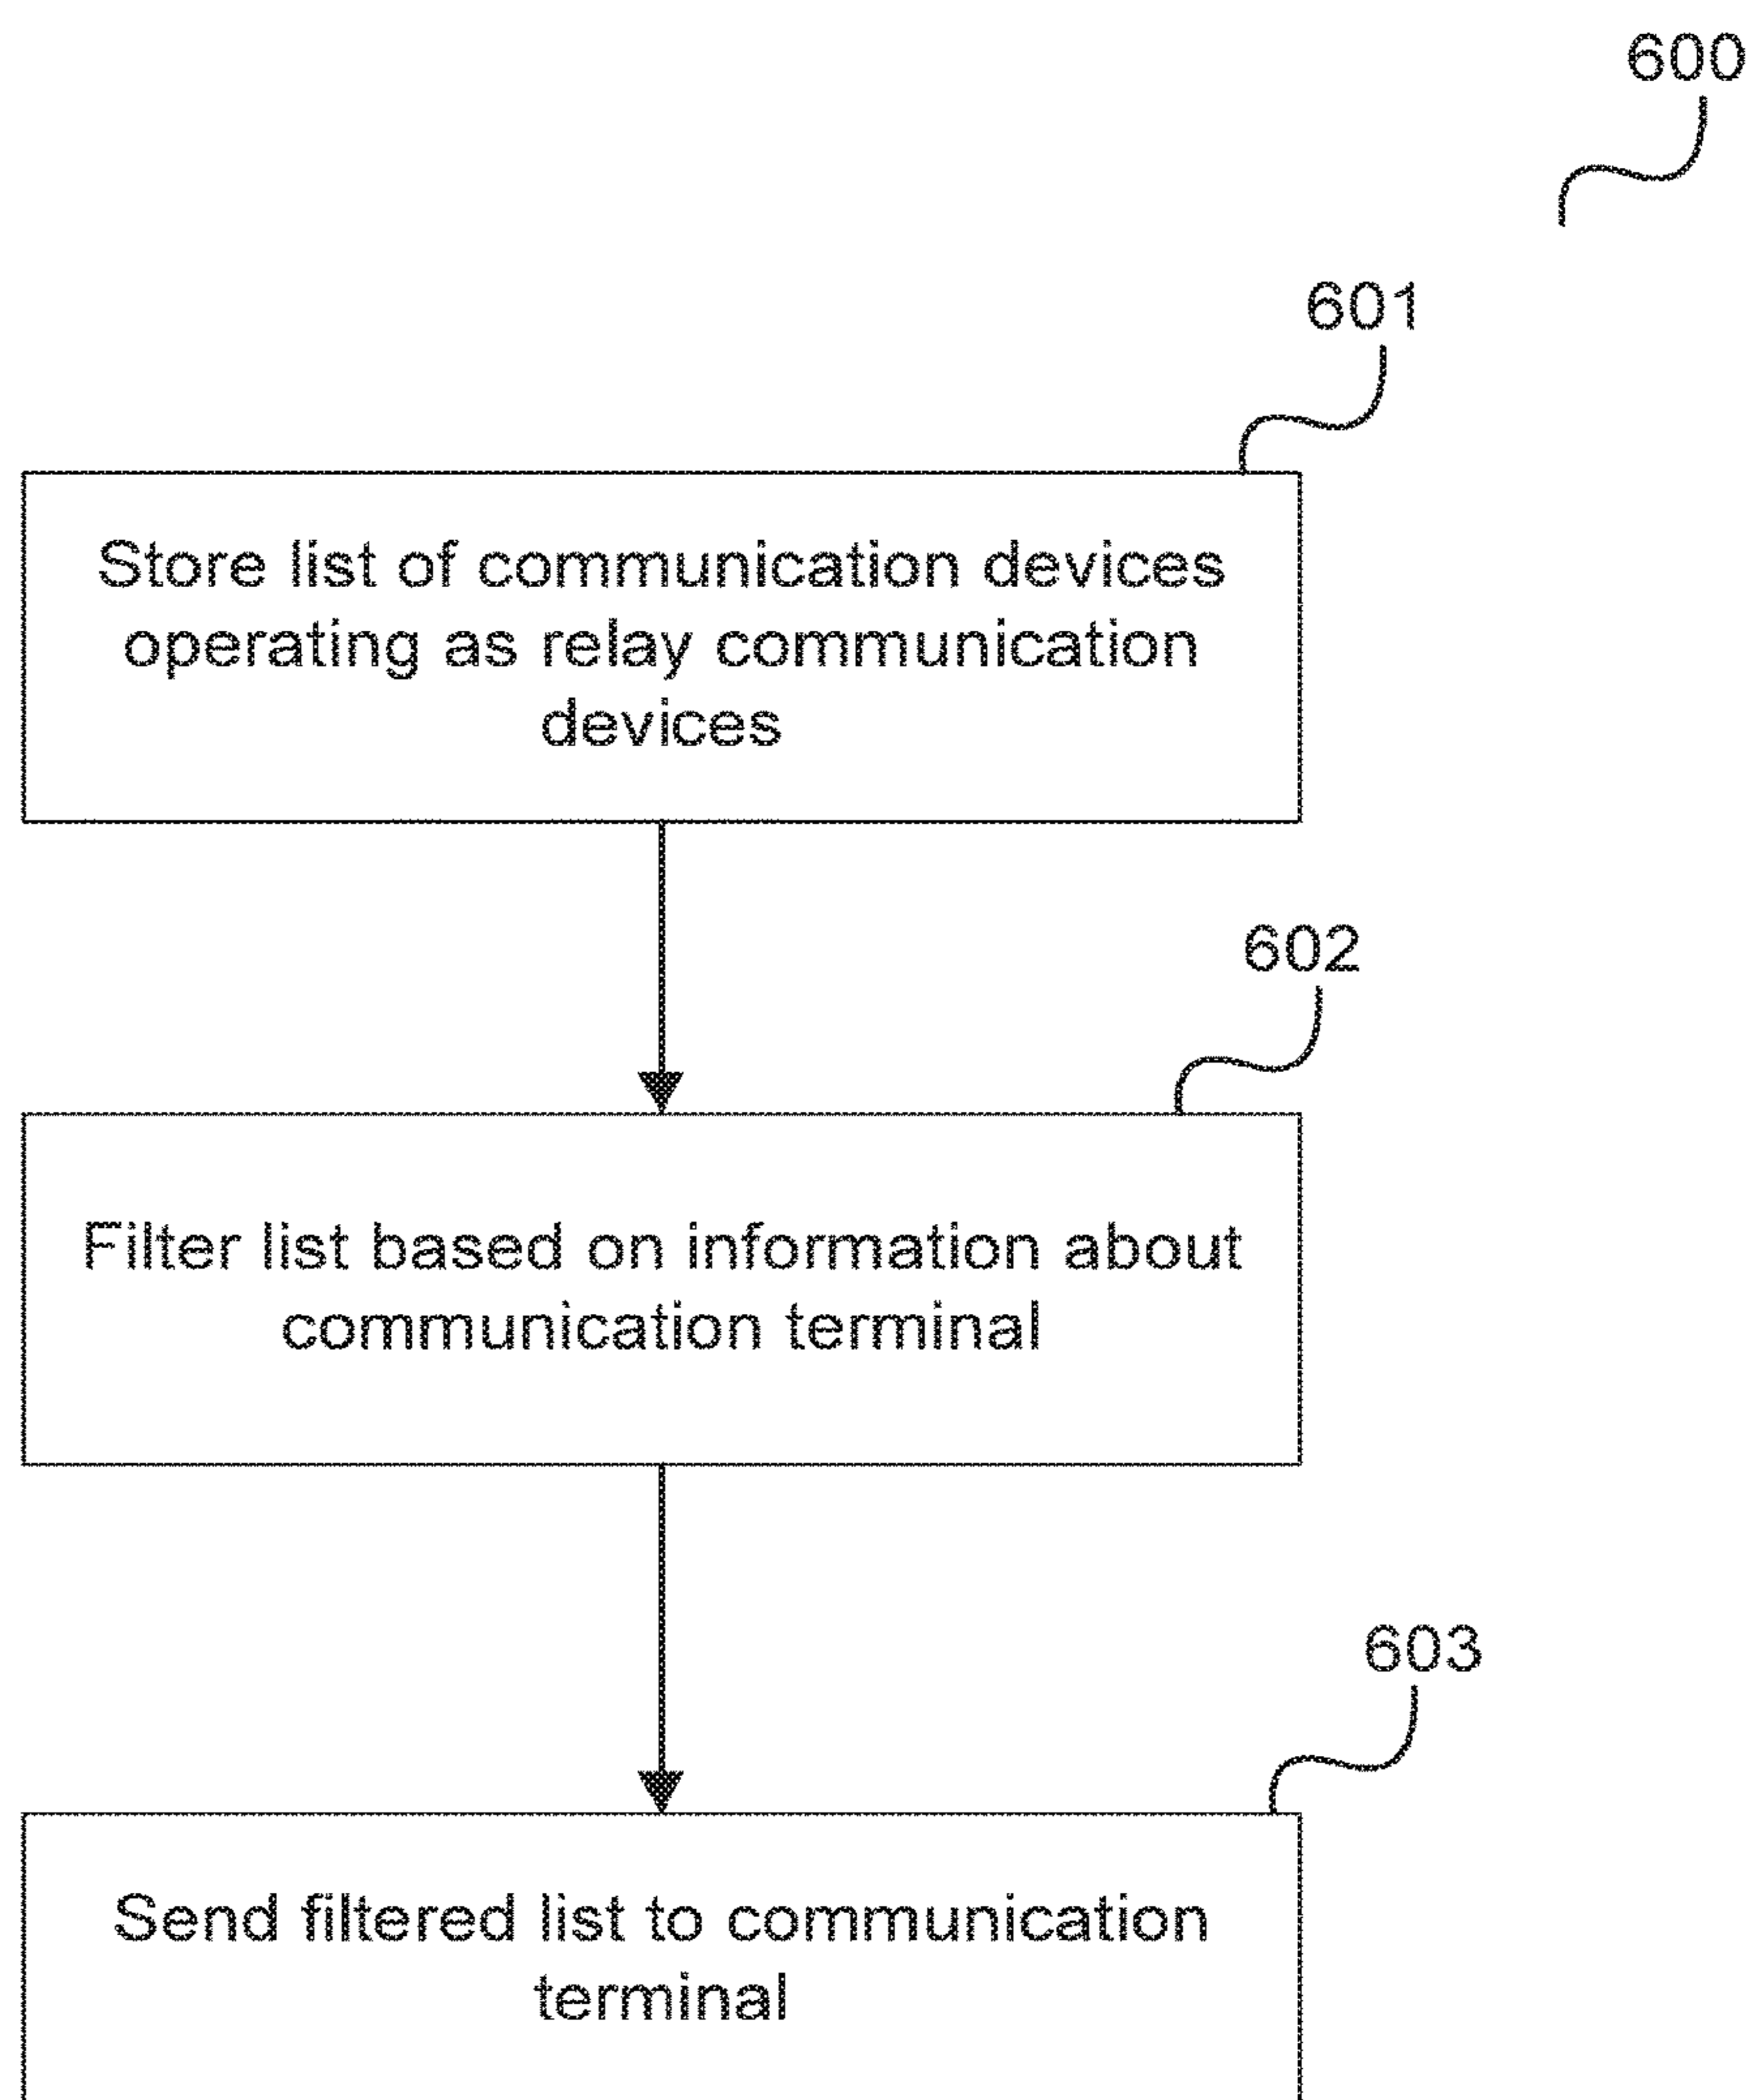 600
601
Store list of communication devices
operating as relay communication
devices
602
Filter list based on information about
communication terminal
603
Send filtered list to communication
terminal